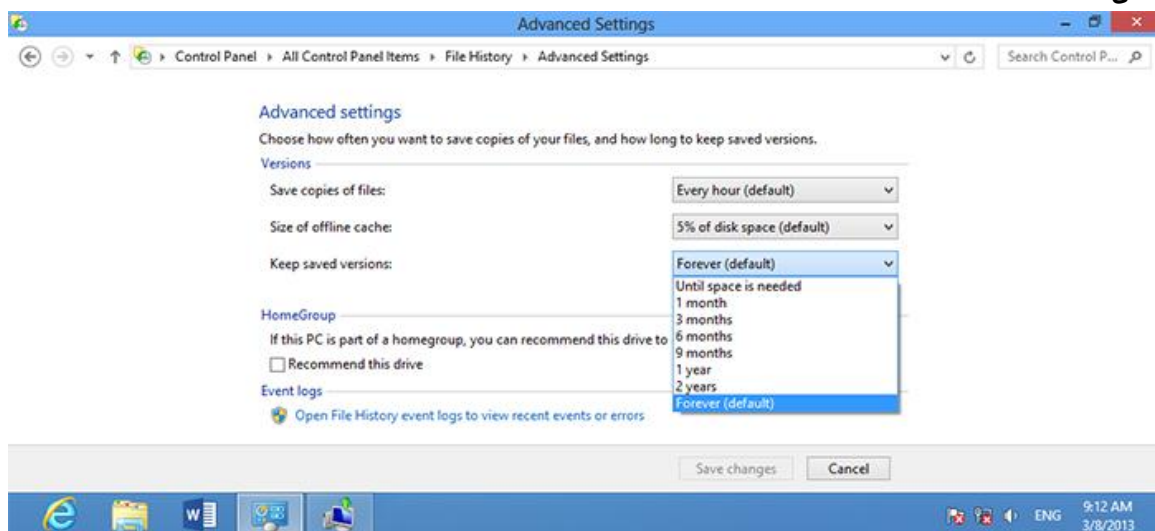 Advanced Settings
Control Panel All Control Panel Items File History Advanced Settings
Search Control P...
Advanced settings
Choose how often you want to save copies of your files, and how long to keep saved versions.
Versions
Save copies of files: Every hour (default)
Size of offline cache: 5% of disk space (default)
Keep saved versions: Forever (default)
Until space is needed
1 month
3 months
6 months
9 months
1 year
2 years
Forever (default)
HomeGroup
If this PC is part of a homegroup, you can recommend this drive to
Recommend this drive
Event logs
Open File History event logs to view recent events or errors
Save changes Cancel
ENG 9:12 AM
3/8/2013